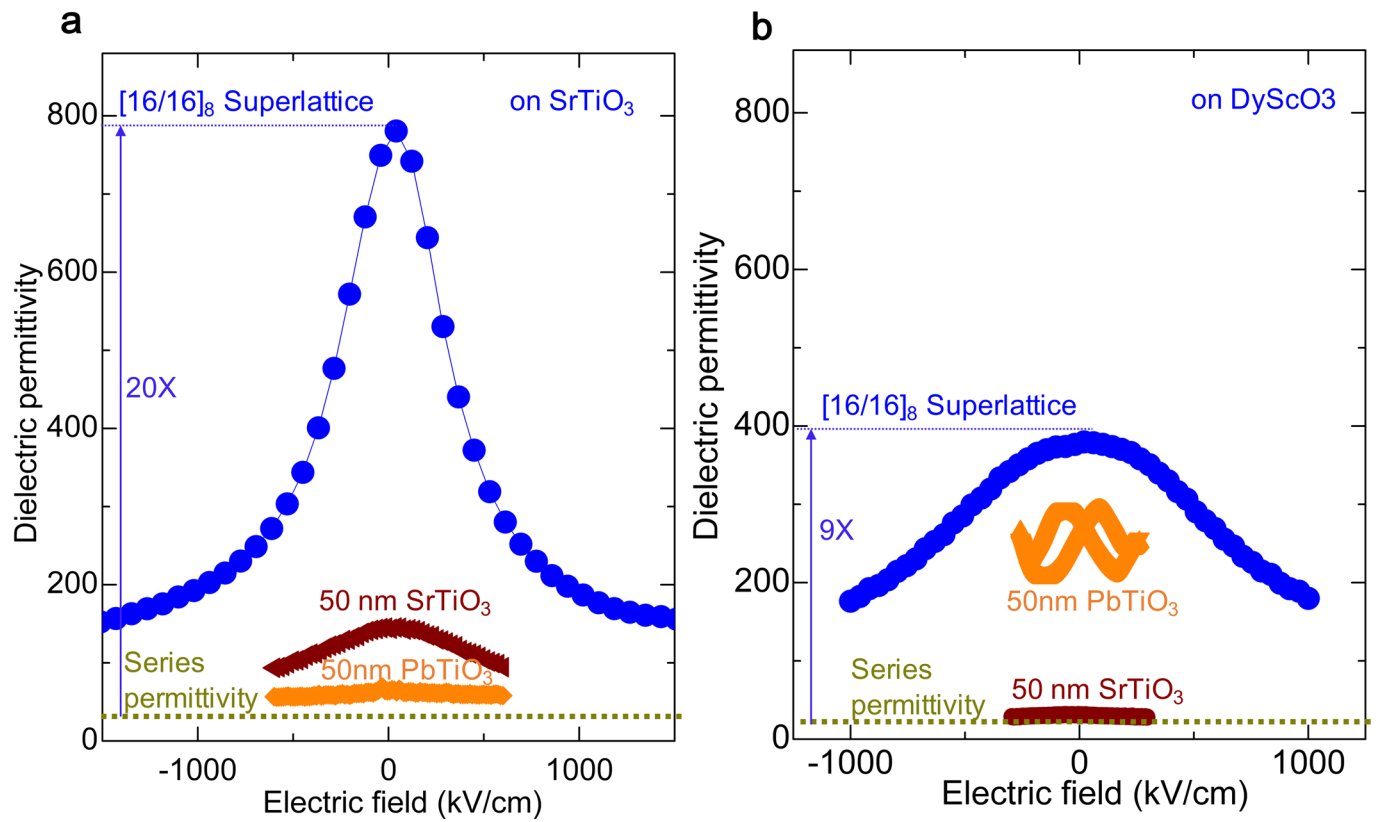 a
[16/16]₈ Superlattice
on SrTiO₃
800
600
400
200
0
20X
50 nm SrTiO₃
50nm PbTiO₃
Series
permittivity
-1000
0
1000
Dielectric permittivity
Electric field (kV/cm)
b
on DyScO3
800
600
400
200
0
[16/16]₈ Superlattice
9X
50nm PbTiO₃
Series
permittivity
50 nm SrTiO₃
-1000
0
1000
Dielectric permittivity
Electric field (kV/cm)